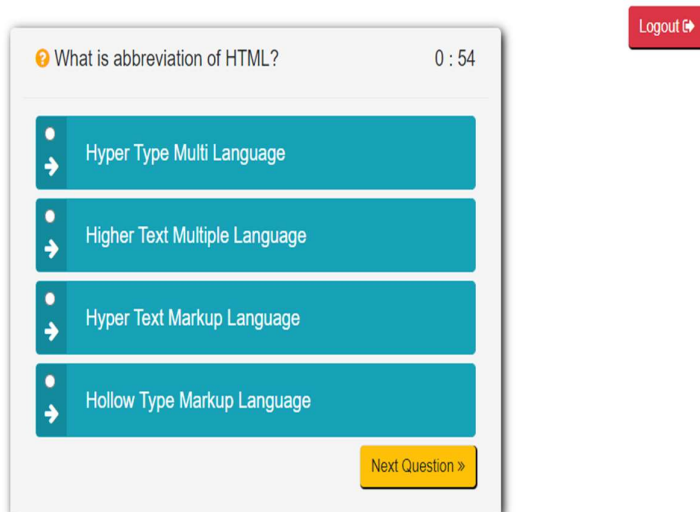 Logout
What is abbreviation of HTML? 0 : 54
Hyper Type Multi Language
Higher Text Multiple Language
Hyper Text Markup Language
Hollow Type Markup Language
Next Question »